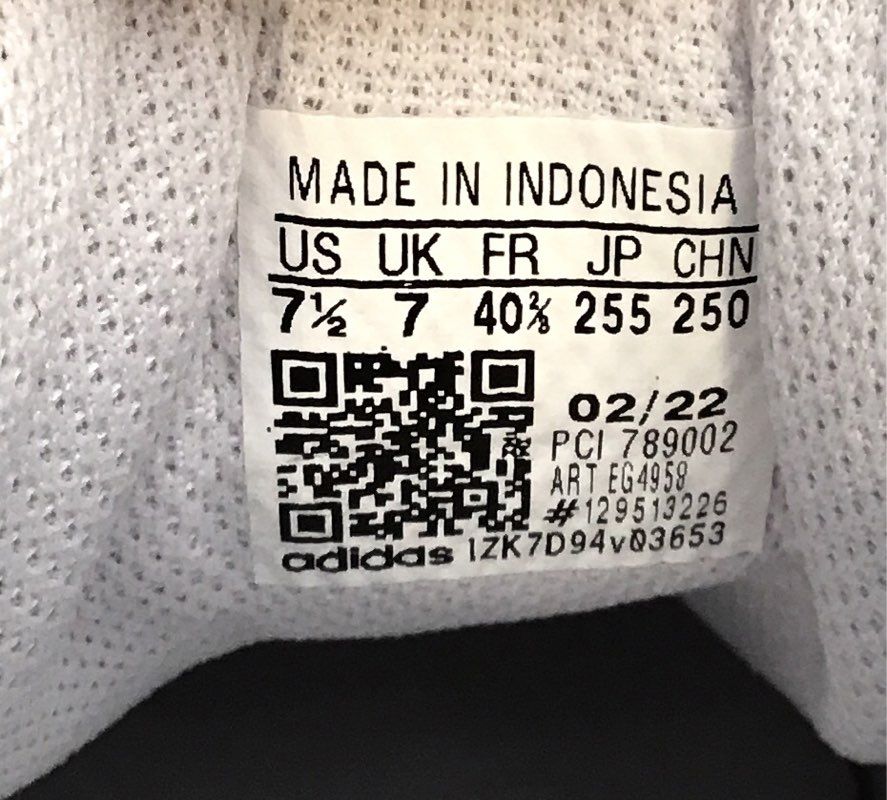 MADE IN INDONESIA
US UK FR JP CHN
7½ 7 40⅔ 255 250
02/22
PCI 789002
ART EG4958
#129513226
adidas 1ZK7D94v03653